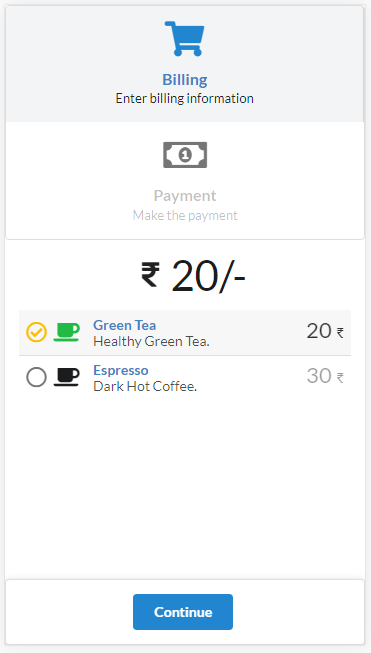 Billing
Enter billing information
1
Payment
Make the payment
₹ 20/-
Green Tea
20 ₹
Healthy Green Tea.
Espresso
30 ₹
Dark Hot Coffee.
Continue